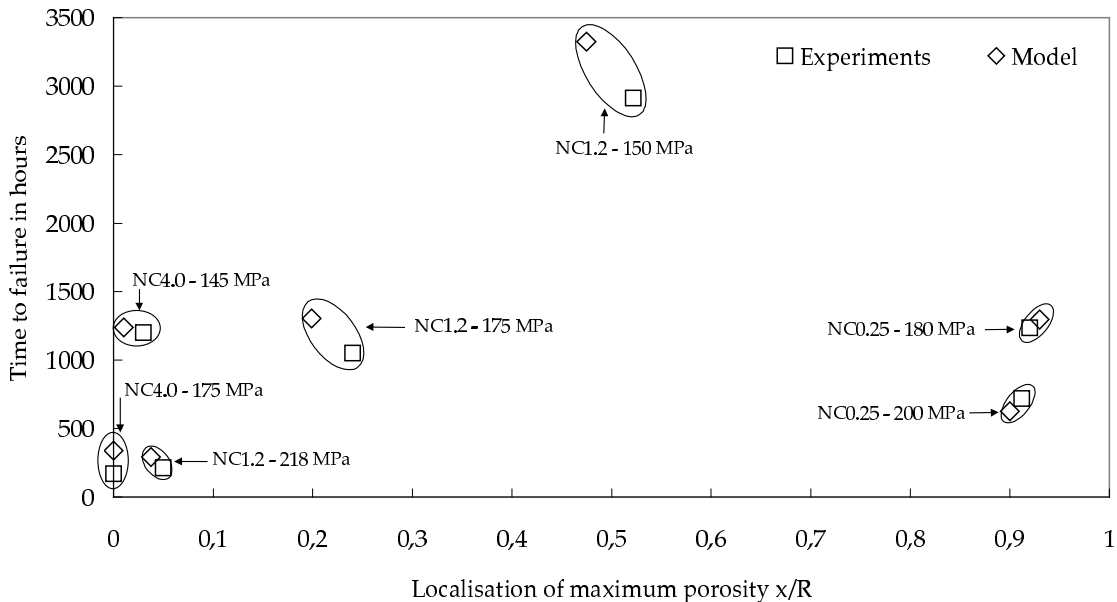 3500
Experiments
Model
3000
NC1.2 - 150 MPa
2500
2000
NC4.0 - 145 MPa
1500
NC1.2 - 175 MPa
NC0.25 - 180 MPa
1000
NC4.0 - 175 MPa
NC0.25 - 200 MPa
500
NC1.2 - 218 MPa
0
Time to failure in hours
0 0,1 0,2 0,3 0,4 0,5 0,6 0,7 0,8 0,9 1
Localisation of maximum porosity x/R